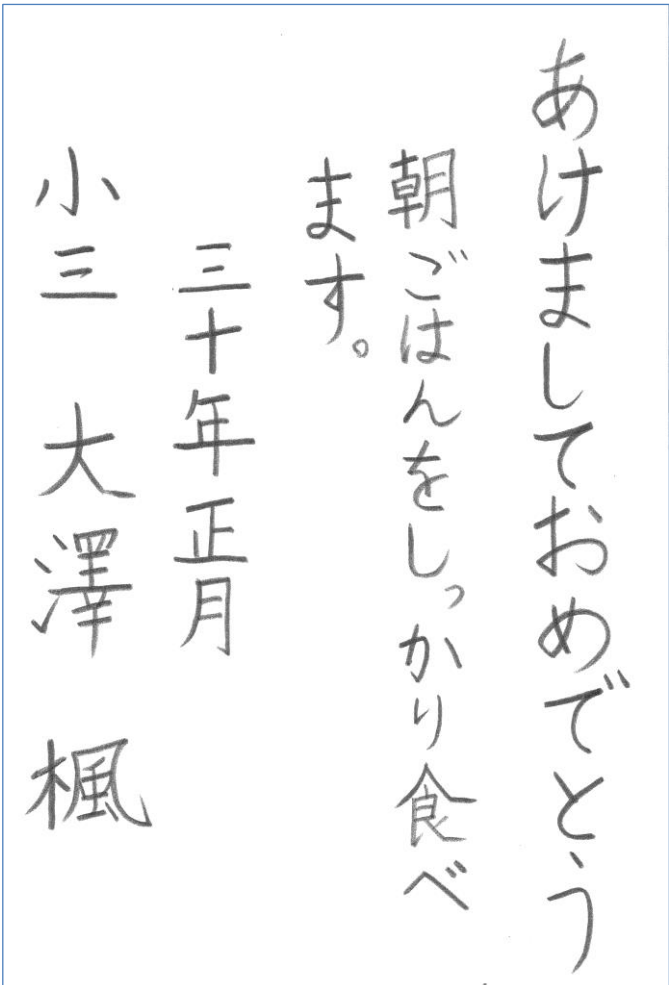 あけましておめでとう
朝ごはんをしっかり食べ
ます。
三十年正月
小三 大澤 楓